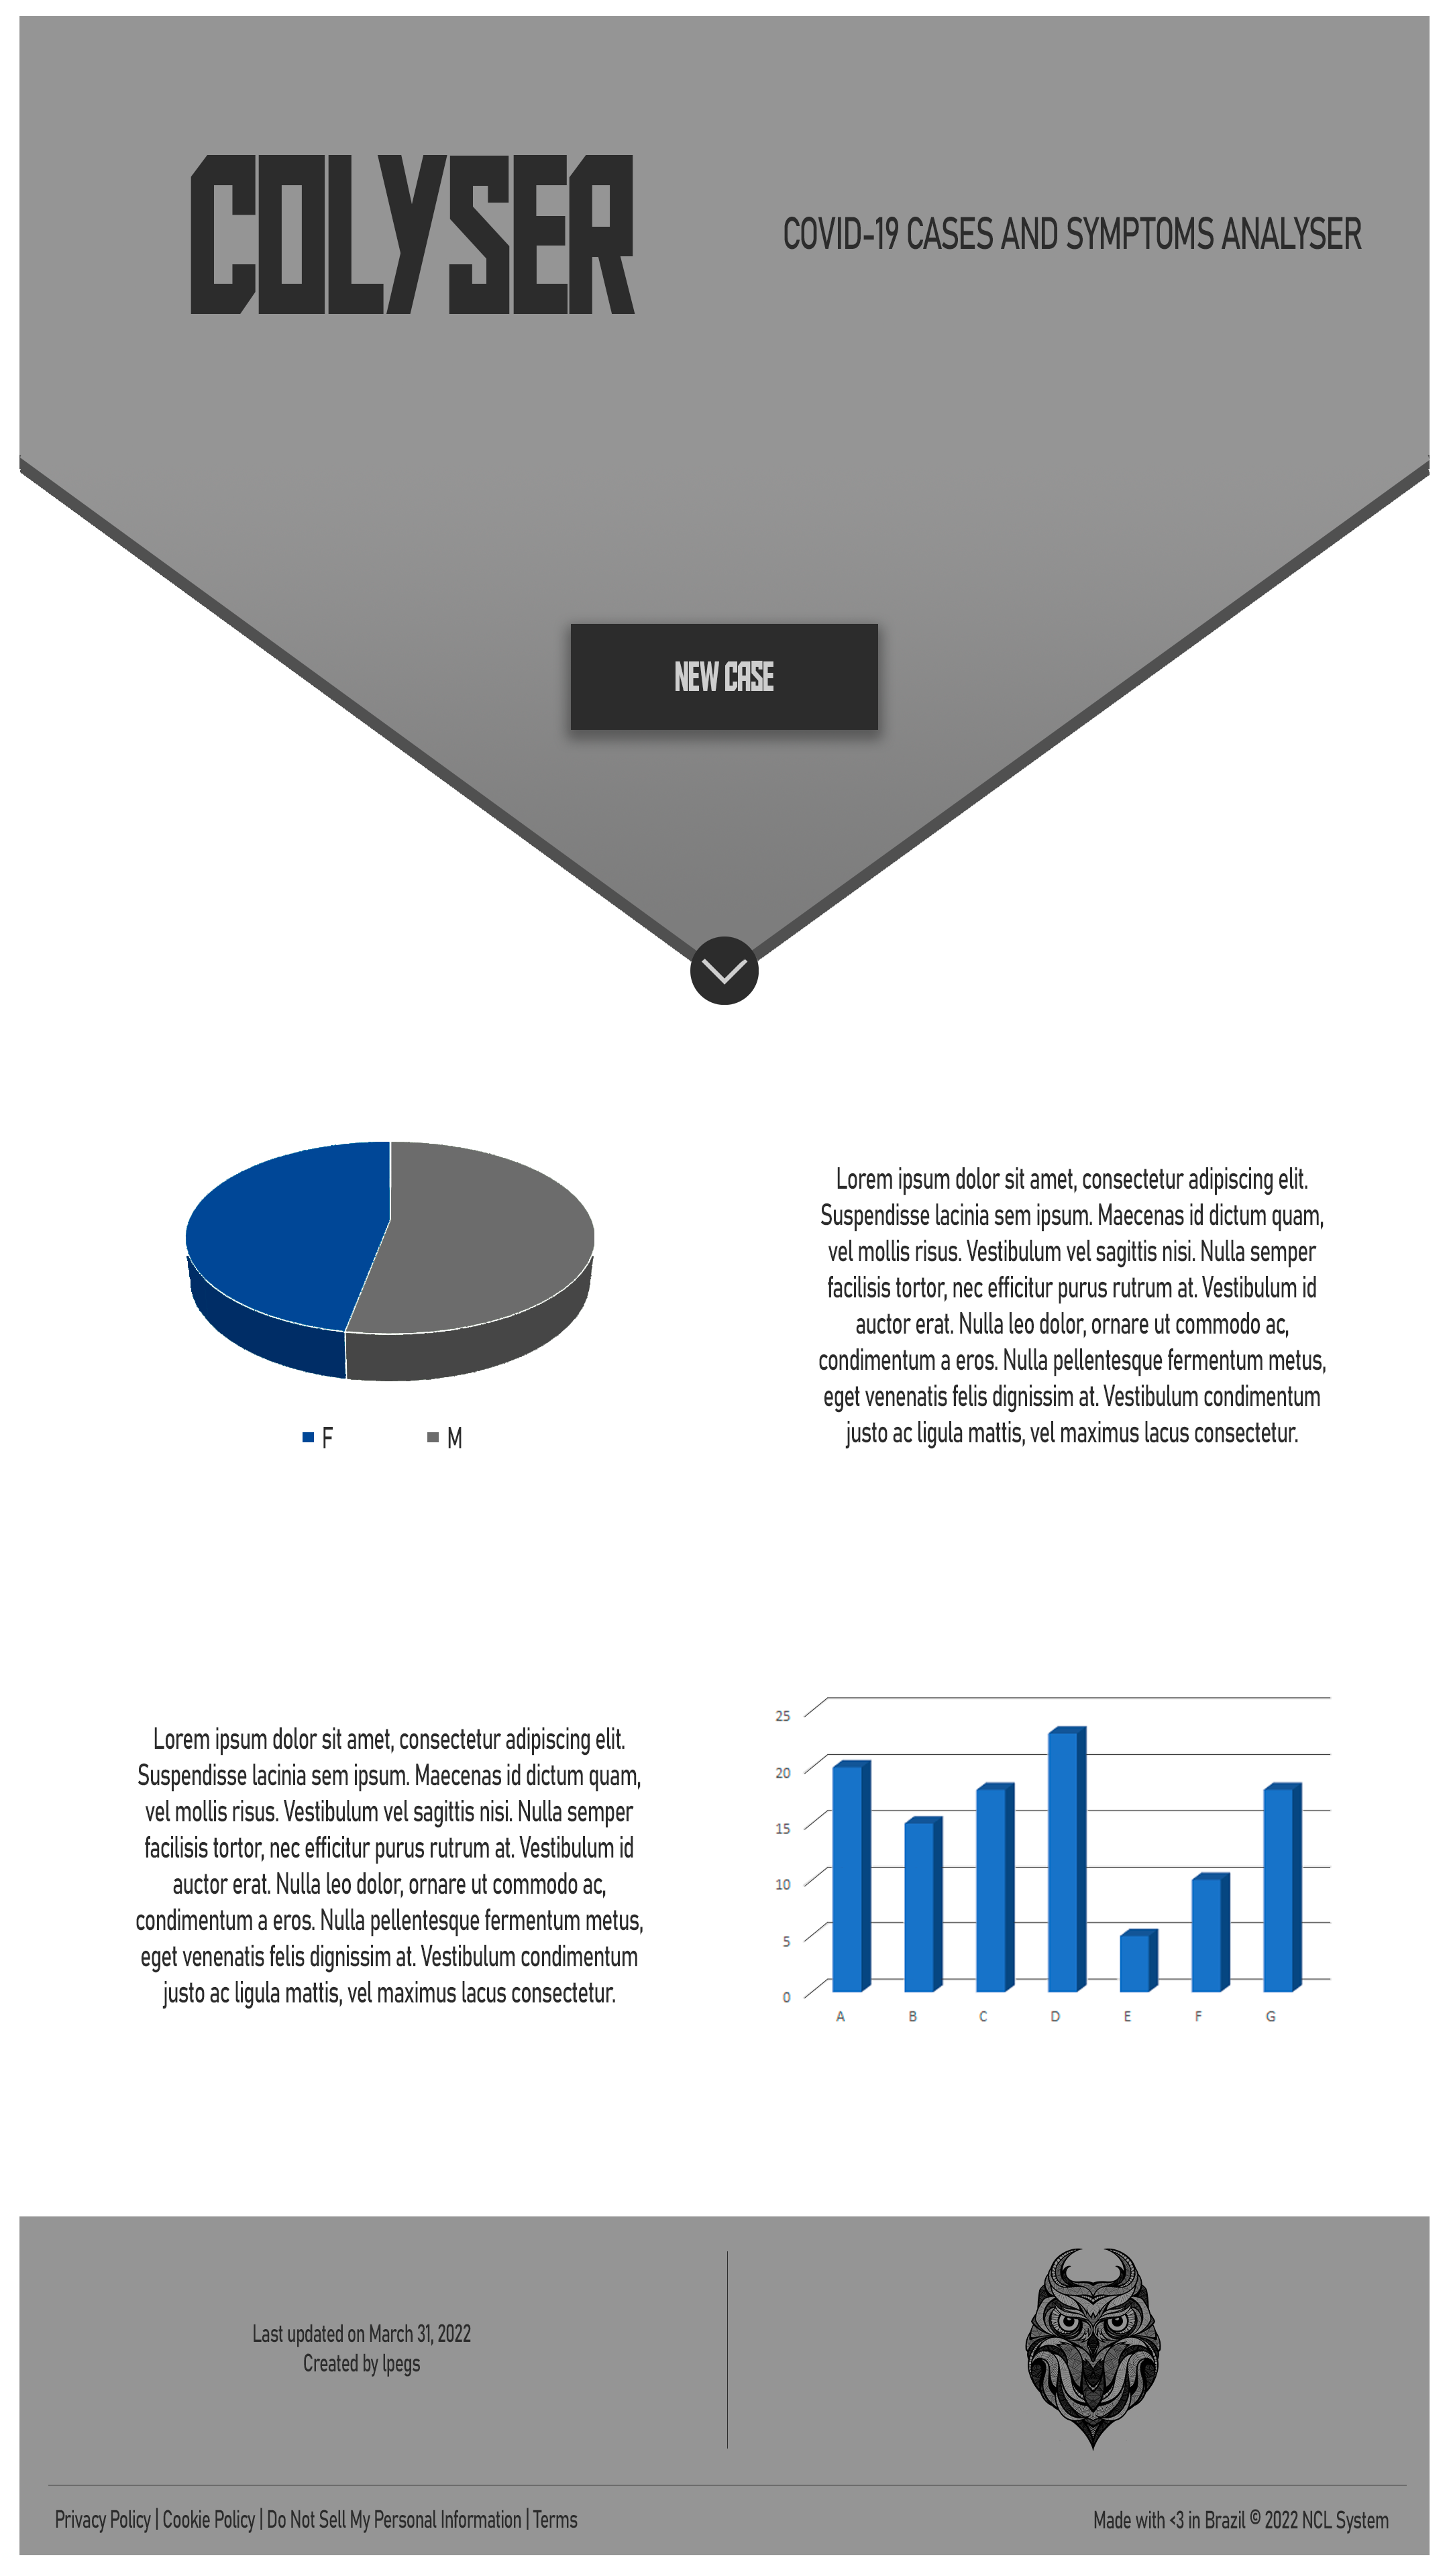 COLYSER
COVID-19 CASES AND SYMPTOMS ANALYSER
NEW CASE
F
M
Lorem ipsum dolor sit amet, consectetur adipiscing elit.
Suspendisse lacinia sem ipsum. Maecenas id dictum quam,
vel mollis risus. Vestibulum vel sagittis nisi. Nulla semper
facilisis tortor, nec efficitur purus rutrum at. Vestibulum id
auctor erat. Nulla leo dolor, ornare ut commodo ac,
condimentum a eros. Nulla pellentesque fermentum metus,
eget venenatis felis dignissim at. Vestibulum condimentum
justo ac ligula mattis, vel maximus lacus consectetur.
Lorem ipsum dolor sit amet, consectetur adipiscing elit.
Suspendisse lacinia sem ipsum. Maecenas id dictum quam,
vel mollis risus. Vestibulum vel sagittis nisi. Nulla semper
facilisis tortor, nec efficitur purus rutrum at. Vestibulum id
auctor erat. Nulla leo dolor, ornare ut commodo ac,
condimentum a eros. Nulla pellentesque fermentum metus,
eget venenatis felis dignissim at. Vestibulum condimentum
justo ac ligula mattis, vel maximus lacus consectetur.
25
20
15
10
5
0
A B C D E F G
Last updated on March 31, 2022
Created by lpegs
Privacy Policy | Cookie Policy | Do Not Sell My Personal Information | Terms
Made with <3 in Brazil © 2022 NCL System